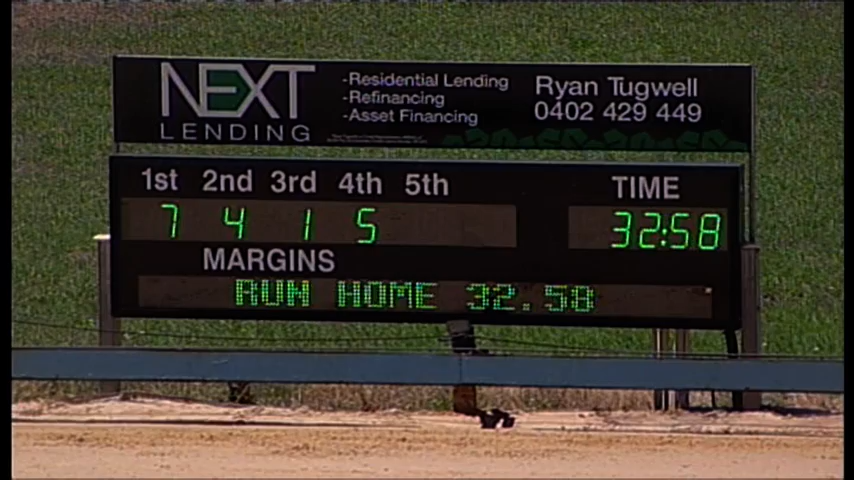 NEXT
LENDING
-Residential Lending
-Refinancing
-Asset Financing
Ryan Tugwell
0402 429 449
1st 2nd 3rd 4th 5th TIME
7 4 1 5 32:58
MARGINS
RUN HOME 32.58